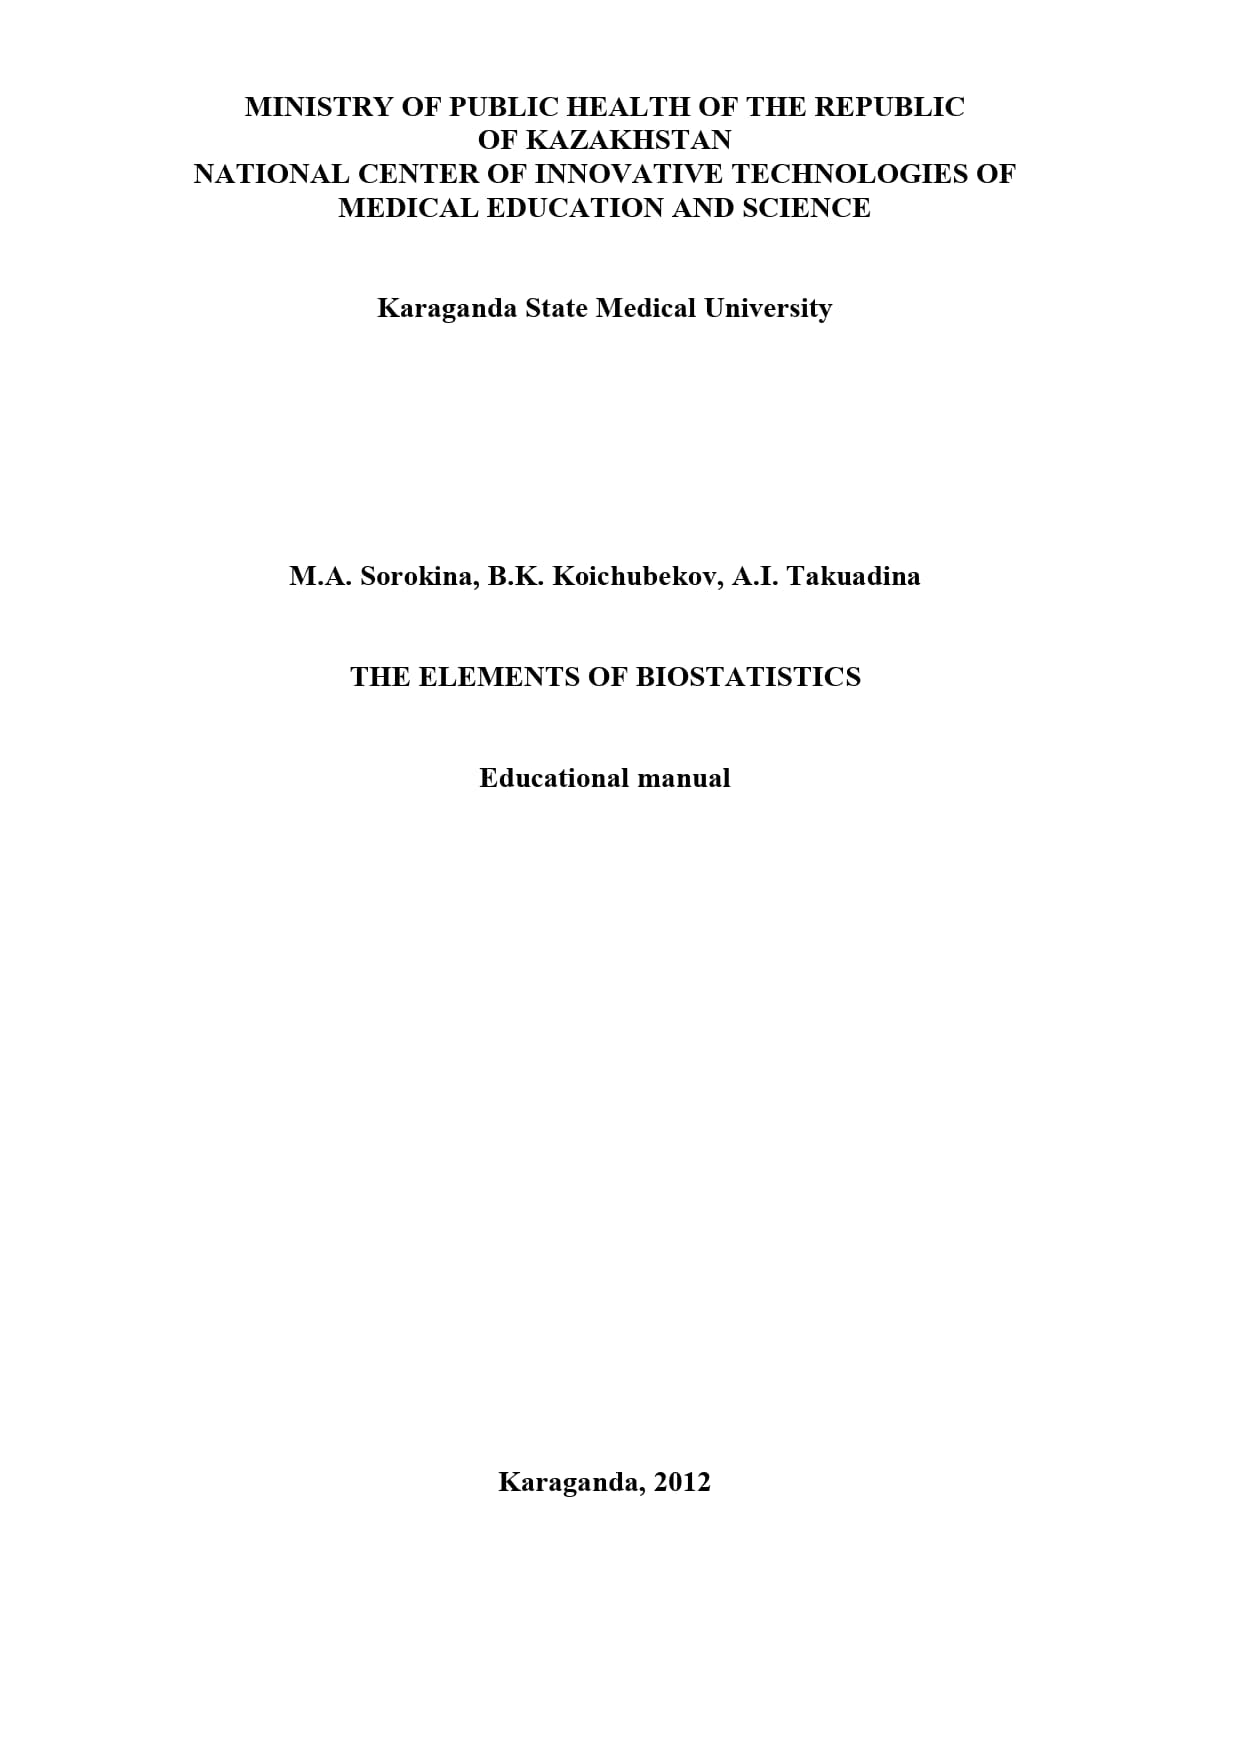 MINISTRY OF PUBLIC HEALTH OF THE REPUBLIC
OF KAZAKHSTAN
NATIONAL CENTER OF INNOVATIVE TECHNOLOGIES OF
MEDICAL EDUCATION AND SCIENCE
Karaganda State Medical University
M.A. Sorokina, B.K. Koichubekov, A.I. Takuadina
THE ELEMENTS OF BIOSTATISTICS
Educational manual
Karaganda, 2012